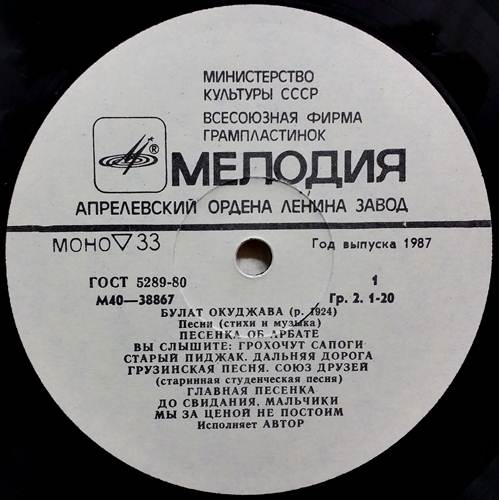 МИНИСТЕРСТВО
КУЛЬТУРЫ СССР
ВСЕСОЮЗНАЯ ФИРМА
ГРАМПЛАСТИНОК
МЕЛОДИЯ
АПРЕЛЕВСКИЙ ОРДЕНА ЛЕНИНА ЗАВОД
МОНО ▽ 33 Год выпуска 1987
ГОСТ 5289-80 1
М40—38867 Гр. 2. 1-20
БУЛАТ ОКУДЖАВА (р. 1924)
Песни (стихи и музыка)
ПЕСЕНКА ОБ АРБАТЕ
ВЫ СЛЫШИТЕ: ГРОХОЧУТ САПОГИ
СТАРЫЙ ПИДЖАК. ДАЛЬНЯЯ ДОРОГА
ГРУЗИНСКАЯ ПЕСНЯ. СОЮЗ ДРУЗЕЙ
(старинная студенческая песня)
ГЛАВНАЯ ПЕСЕНКА
ДО СВИДАНИЯ, МАЛЬЧИКИ
МЫ ЗА ЦЕНОЙ НЕ ПОСТОИМ
Исполняет АВТОР